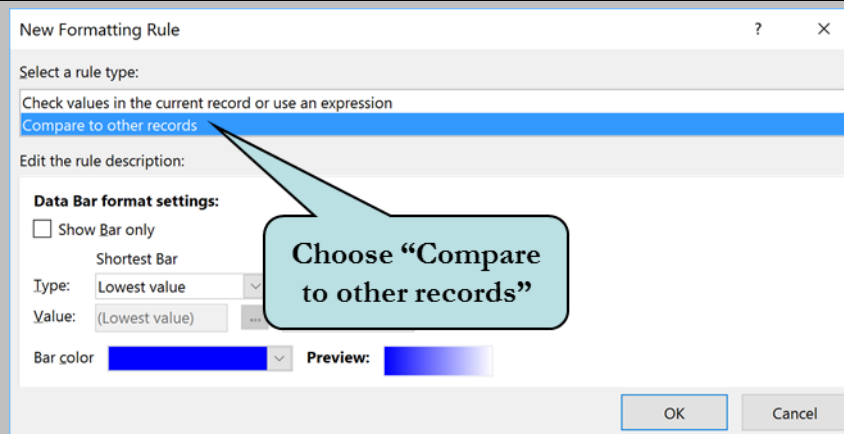 New Formatting Rule ? ×
Select a rule type:
Check values in the current record or use an expression
Compare to other records
Edit the rule description:
Data Bar format settings:
Show Bar only
Shortest Bar
Type: Lowest value
Value: (Lowest value) ...
Choose “Compare
to other records”
Bar color Preview:
OK Cancel